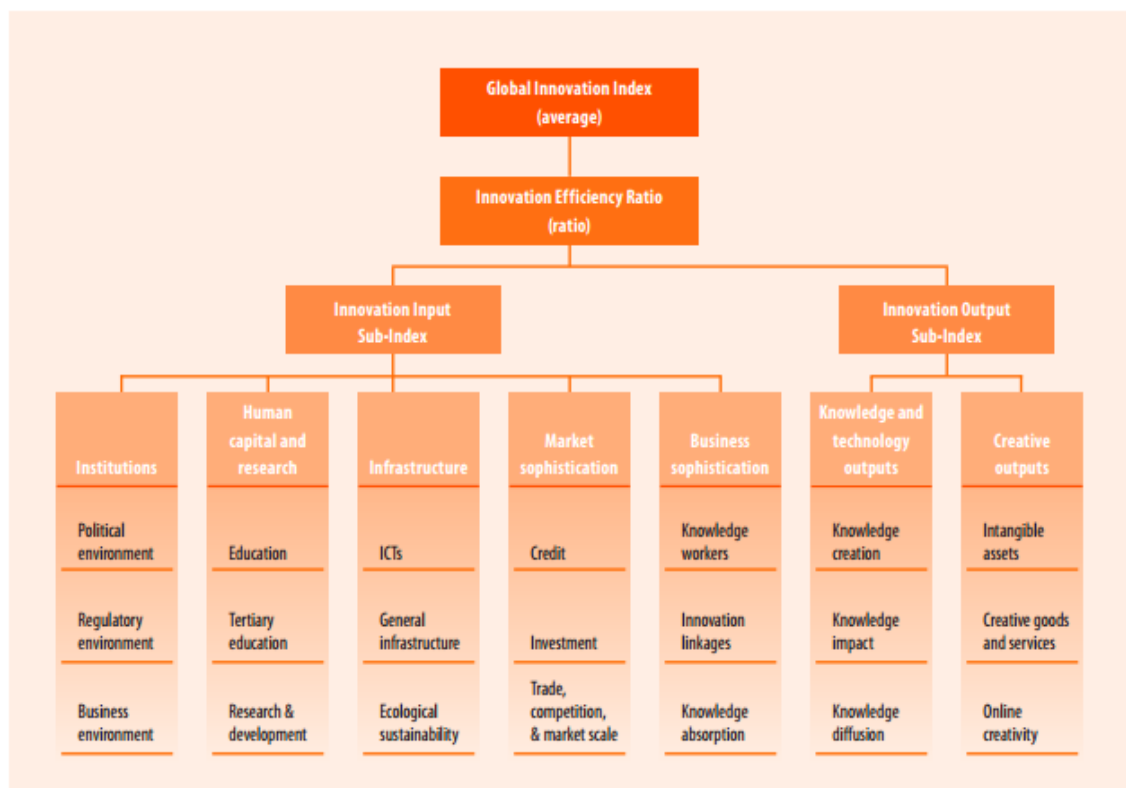 Global Innovation Index
(average)
Innovation Efficiency Ratio
(ratio)
Innovation Input
Sub-Index
Innovation Output
Sub-Index
Institutions
Human
capital and
research
Infrastructure
Market
sophistication
Business
sophistication
Knowledge and
technology
outputs
Creative
outputs
Political
environment
Education
ICTs
Credit
Knowledge
workers
Knowledge
creation
Intangible
assets
Regulatory
environment
Tertiary
education
General
infrastructure
Investment
Innovation
linkages
Knowledge
impact
Creative goods
and services
Business
environment
Research &
development
Ecological
sustainability
Trade,
competition,
& market scale
Knowledge
absorption
Knowledge
diffusion
Online
creativity